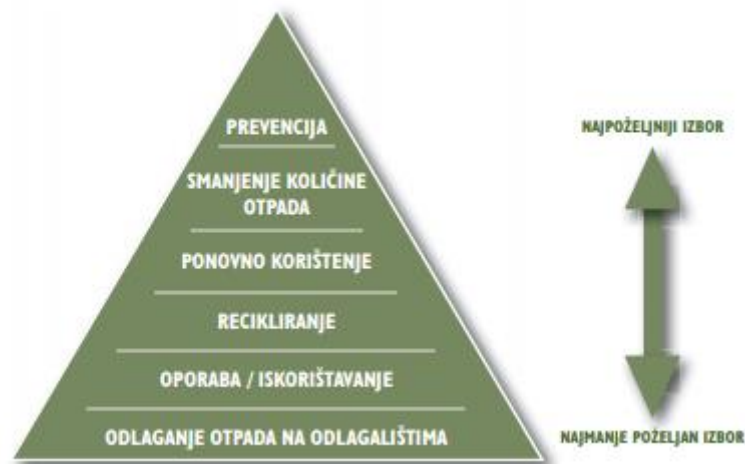 PREVENCIJA
NAJPOŽELJNIJI IZBOR
SMANJENJE KOLIČINE
OTPADA
PONOVNO KORIŠTENJE
RECIKLIRANJE
OPORABA / ISKORIŠTAVANJE
ODLAGANJE OTPADA NA ODLAGALIŠTIMA
NAJMANJE POŽELJAN IZBOR